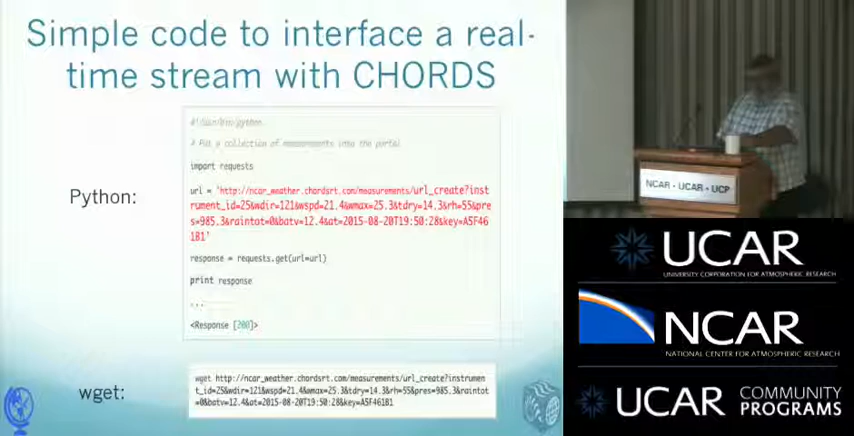 Simple code to interface a real-
time stream with CHORDS
Python:
#!/usr/bin/python
# Put a collection of measurements into the portal
import requests
url = 'http://ncar_weather.chordsrt.com/measurements/url_create?inst
rument_id=25&wdir=121&wspd=21.4&wmax=25.3&tdry=14.3&rh=55&pre
s=985.3&raintot=0&batv=12.4&at=2015-08-20T19:50:28&key=A5F46
1B1'
response = requests.get(url=url)
print response
...
<Response [200]>
wget:
wget http://ncar_weather.chordsrt.com/measurements/url_create?instrumen
t_id=25&wdir=121&wspd=21.4&wmax=25.3&tdry=14.3&rh=55&pres=985.3&raintot
=0&batv=12.4&at=2015-08-20T19:50:28&key=A5F461B1
NCAR - UCAR - UCP
UCAR
UNIVERSITY CORPORATION FOR ATMOSPHERIC RESEARCH
NCAR
NATIONAL CENTER FOR ATMOSPHERIC RESEARCH
UCAR COMMUNITY
PROGRAMS